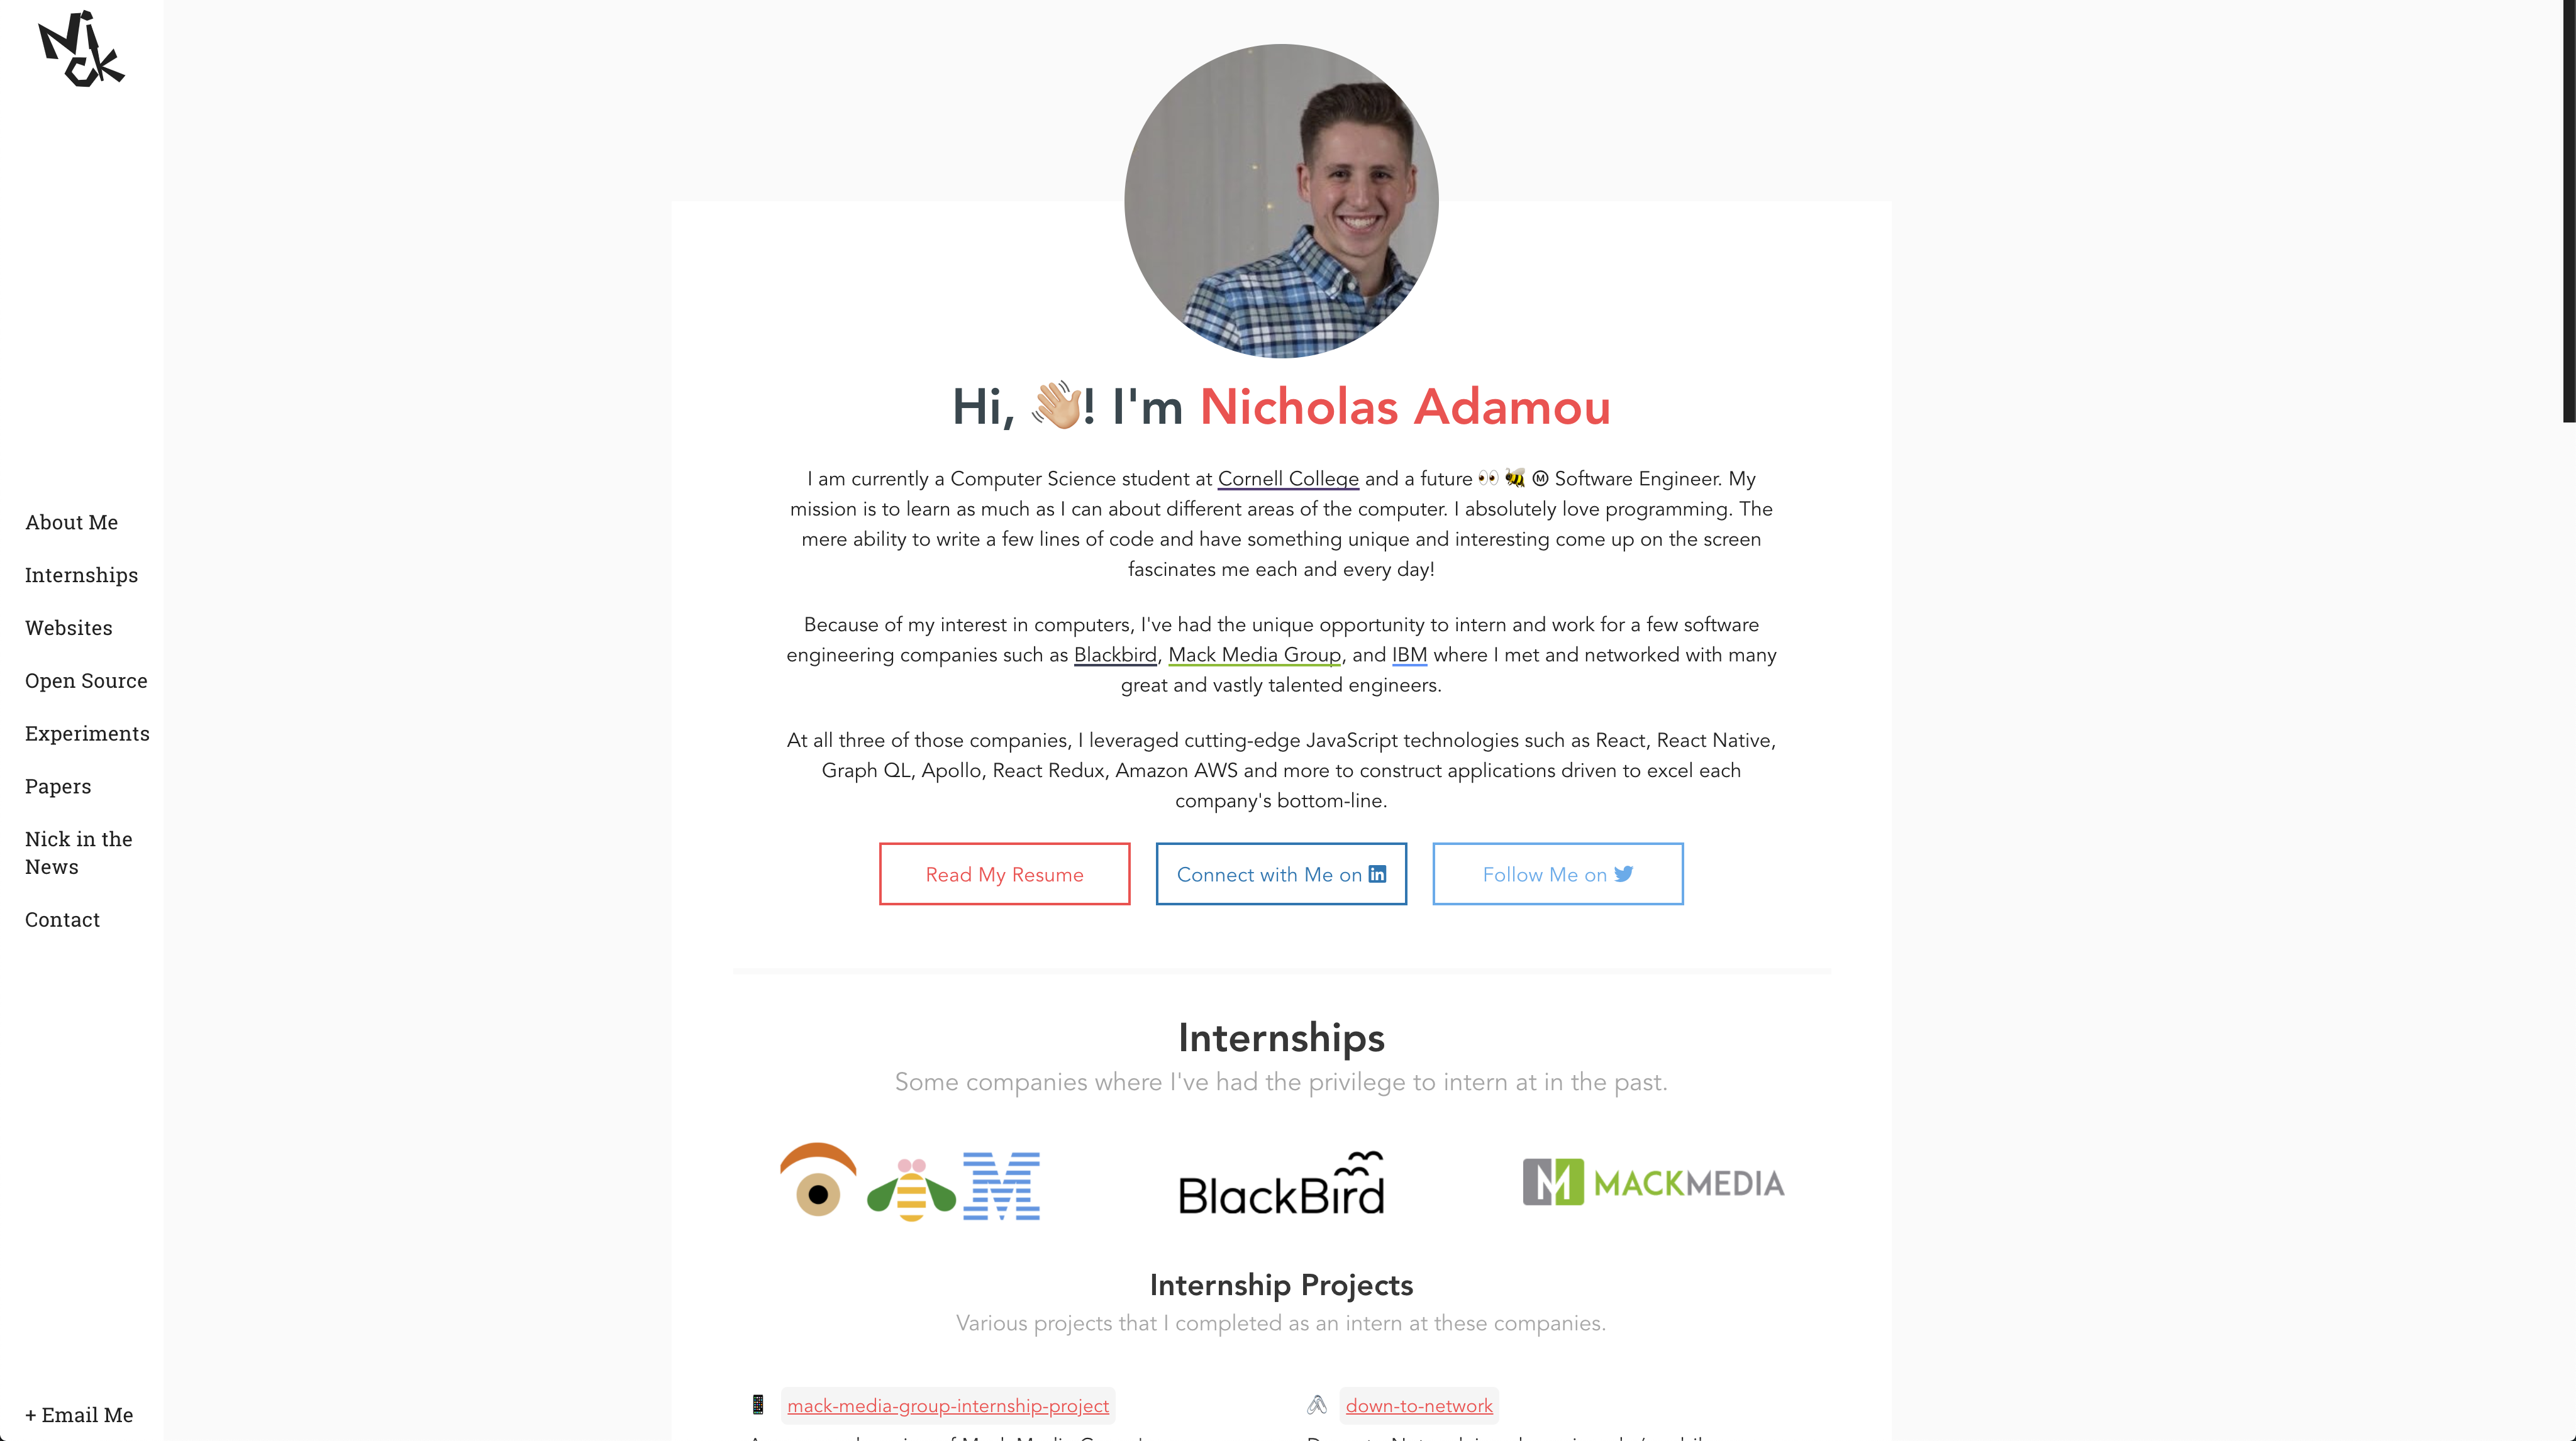 Nick
About Me
Internships
Websites
Open Source
Experiments
Papers
Nick in the
News
Contact
+ Email Me
Hi, 👋🏼! I'm Nicholas Adamou
I am currently a Computer Science student at Cornell College and a future 👀 🐝 Ⓜ Software Engineer. My
mission is to learn as much as I can about different areas of the computer. I absolutely love programming. The
mere ability to write a few lines of code and have something unique and interesting come up on the screen
fascinates me each and every day!
Because of my interest in computers, I've had the unique opportunity to intern and work for a few software
engineering companies such as Blackbird, Mack Media Group, and IBM where I met and networked with many
great and vastly talented engineers.
At all three of those companies, I leveraged cutting-edge JavaScript technologies such as React, React Native,
Graph QL, Apollo, React Redux, Amazon AWS and more to construct applications driven to excel each
company's bottom-line.
Read My Resume
Connect with Me on in
Follow Me on
Internships
Some companies where I've had the privilege to intern at in the past.
M
BlackBird
M MACKMEDIA
Internship Projects
Various projects that I completed as an intern at these companies.
mack-media-group-internship-project
down-to-network